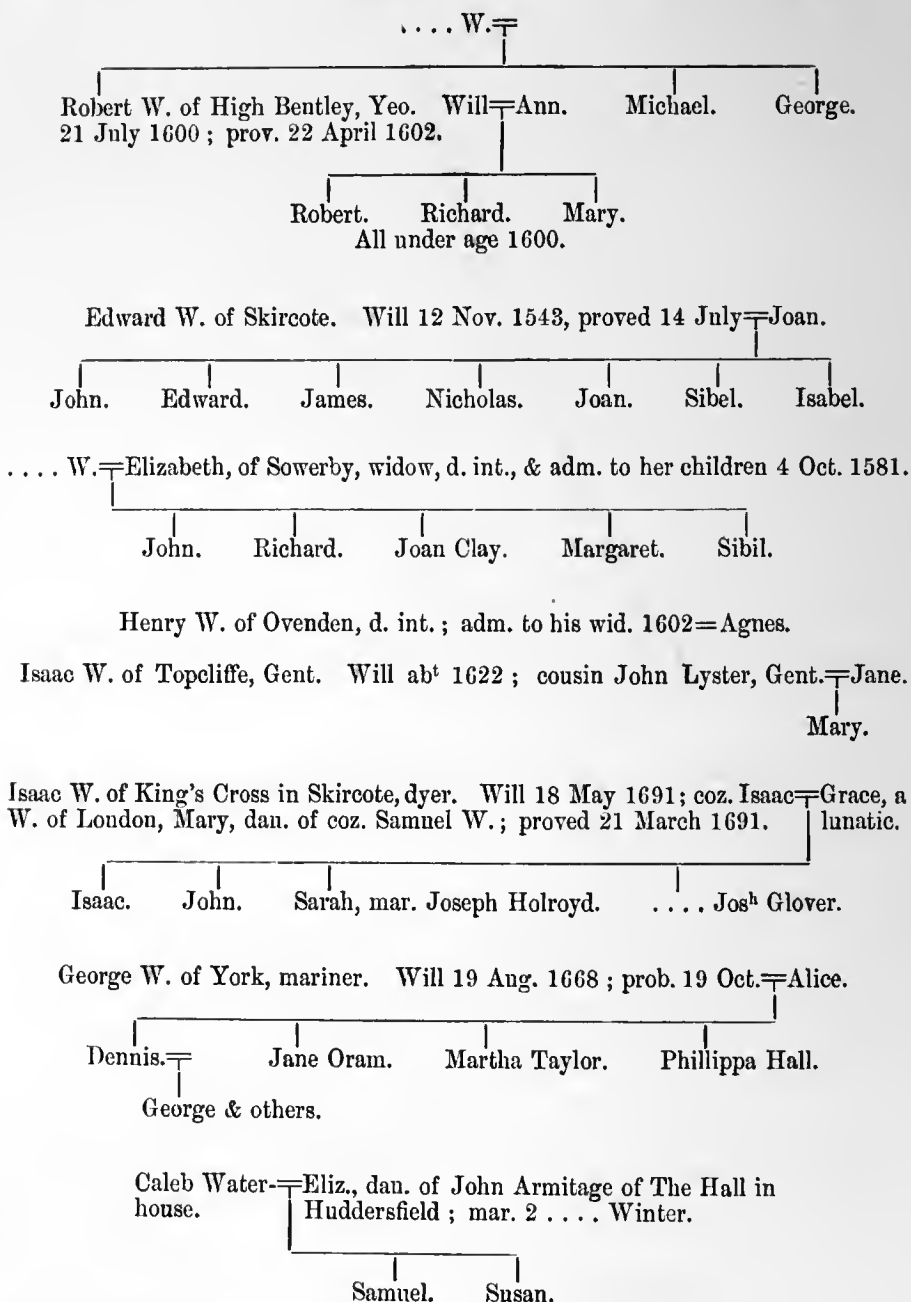 .... W.
Robert W. of High Bentley, Yeo. Will=Ann. Michael. George.
21 July 1600 ; prov. 22 April 1602.
Robert. Richard. Mary.
All under age 1600.
Edward W. of Skircote. Will 12 Nov. 1543, proved 14 July=Joan.
John. Edward. James. Nicholas. Joan. Sibel. Isabel.
.... W.=Elizabeth, of Sowerby, widow, d. int., & adm. to her children 4 Oct. 1581.
John. Richard. Joan Clay. Margaret. Sibil.
Henry W. of Ovenden, d. int. ; adm. to his wid. 1602=Agnes.
Isaac W. of Topcliffe, Gent. Will abt 1622 ; cousin John Lyster, Gent.=Jane.
Mary.
Isaac W. of King's Cross in Skircote, dyer. Will 18 May 1691; coz. Isaac=Grace, a
W. of London, Mary, dau. of coz. Samuel W. ; proved 21 March 1691. lunatic.
Isaac. John. Sarah, mar. Joseph Holroyd. .... Josh Glover.
George W. of York, mariner. Will 19 Aug. 1668 ; prob. 19 Oct.=Alice.
Dennis.= Jane Oram. Martha Taylor. Phillippa Hall.
George & others.
Caleb Water-=Eliz., dau. of John Armitage of The Hall in
house. Huddersfield ; mar. 2 .... Winter.
Samuel. Susan.